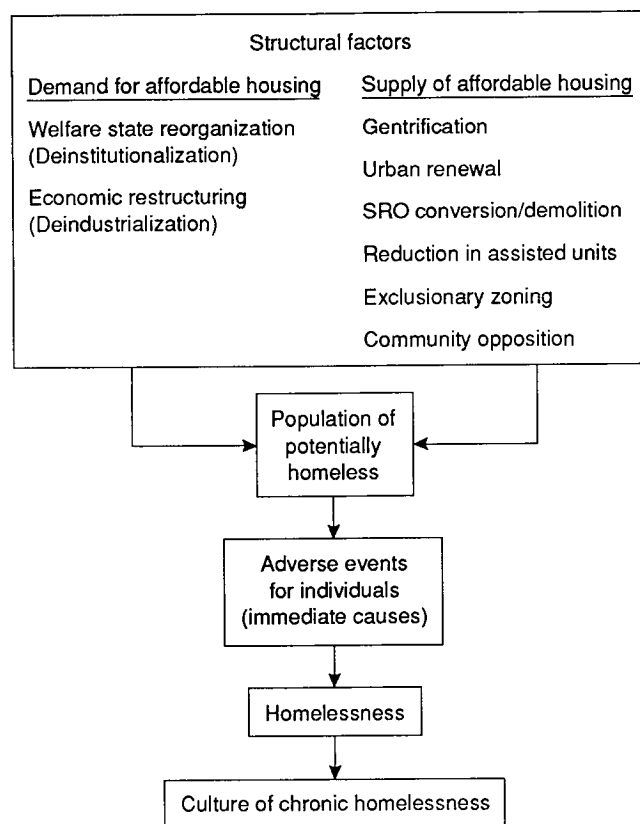 Structural factors
Demand for affordable housing
Welfare state reorganization
(Deinstitutionalization)
Economic restructuring
(Deindustrialization)
Supply of affordable housing
Gentrification
Urban renewal
SRO conversion/demolition
Reduction in assisted units
Exclusionary zoning
Community opposition
Population of
potentially
homeless
Adverse events
for individuals
(immediate causes)
Homelessness
Culture of chronic homelessness